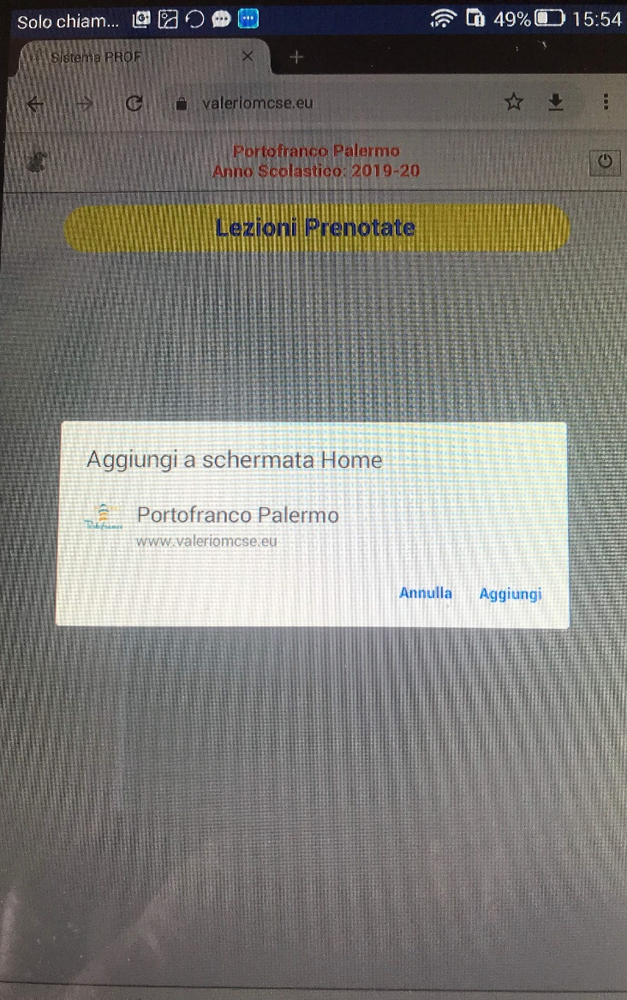 Solo chiam... 49% 15:54
Sistema PROF
valeriomcse.eu
Portofranco Palermo
Anno Scolastico: 2019-20
Lezioni Prenotate
Aggiungi a schermata Home
Portofranco Palermo
www.valeriomcse.eu
Annulla Aggiungi